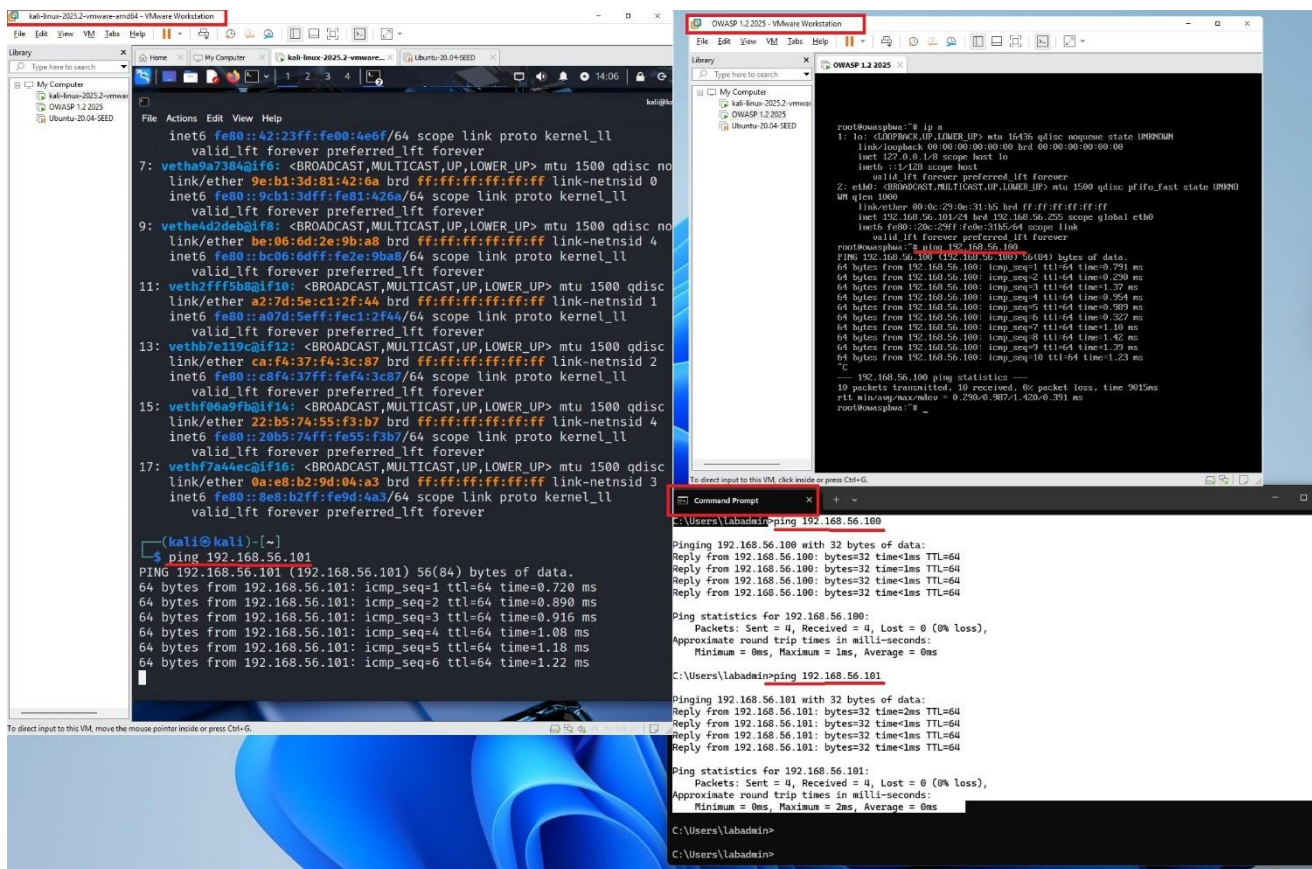 kali-linux-2025.2-vmware-amd64 - VMware Workstation
File Edit View VM Tabs Help
Library
Type here to search
My Computer
kali-linux-2025.2-vmwar
OWASP 1.2 2025
Ubuntu-20.04-SEED
Home My Computer kali-linux-2025.2-vmware... Ubuntu-20.04-SEED
1 2 3 4 14:06
File Actions Edit View Help
inet6 fe80::42:23ff:fe00:4e6f/64 scope link proto kernel_ll
valid_lft forever preferred_lft forever
7: vetha9a7384@if6: <BROADCAST,MULTICAST,UP,LOWER_UP> mtu 1500 qdisc no
link/ether 9e:b1:3d:81:42:6a brd ff:ff:ff:ff:ff:ff link-netnsid 0
inet6 fe80::9cb1:3dff:fe81:426a/64 scope link proto kernel_ll
valid_lft forever preferred_lft forever
9: vethe4d2deb@if8: <BROADCAST,MULTICAST,UP,LOWER_UP> mtu 1500 qdisc no
link/ether be:06:6d:2e:9b:a8 brd ff:ff:ff:ff:ff:ff link-netnsid 4
inet6 fe80::bc06:6dff:fe2e:9ba8/64 scope link proto kernel_ll
valid_lft forever preferred_lft forever
11: veth2fff5b8@if10: <BROADCAST,MULTICAST,UP,LOWER_UP> mtu 1500 qdisc
link/ether a2:7d:5e:c1:2f:44 brd ff:ff:ff:ff:ff:ff link-netnsid 1
inet6 fe80::a07d:5eff:fec1:2f44/64 scope link proto kernel_ll
valid_lft forever preferred_lft forever
13: vethb7e119c@if12: <BROADCAST,MULTICAST,UP,LOWER_UP> mtu 1500 qdisc
link/ether ca:f4:37:f4:3c:87 brd ff:ff:ff:ff:ff:ff link-netnsid 2
inet6 fe80::c8f4:37ff:fef4:3c87/64 scope link proto kernel_ll
valid_lft forever preferred_lft forever
15: vethf06a9fb@if14: <BROADCAST,MULTICAST,UP,LOWER_UP> mtu 1500 qdisc
link/ether 22:b5:74:55:f3:b7 brd ff:ff:ff:ff:ff:ff link-netnsid 4
inet6 fe80::20b5:74ff:fe55:f3b7/64 scope link proto kernel_ll
valid_lft forever preferred_lft forever
17: vethf7a44ec@if16: <BROADCAST,MULTICAST,UP,LOWER_UP> mtu 1500 qdisc
link/ether 0a:e8:b2:9d:04:a3 brd ff:ff:ff:ff:ff:ff link-netnsid 3
inet6 fe80::8e8:b2ff:fe9d:4a3/64 scope link proto kernel_ll
valid_lft forever preferred_lft forever
(kali㉿kali)-[~]
$ ping 192.168.56.101
PING 192.168.56.101 (192.168.56.101) 56(84) bytes of data.
64 bytes from 192.168.56.101: icmp_seq=1 ttl=64 time=0.720 ms
64 bytes from 192.168.56.101: icmp_seq=2 ttl=64 time=0.890 ms
64 bytes from 192.168.56.101: icmp_seq=3 ttl=64 time=0.916 ms
64 bytes from 192.168.56.101: icmp_seq=4 ttl=64 time=1.08 ms
64 bytes from 192.168.56.101: icmp_seq=5 ttl=64 time=1.18 ms
64 bytes from 192.168.56.101: icmp_seq=6 ttl=64 time=1.22 ms
To direct input to this VM, move the mouse pointer inside or press Ctrl+G.
OWASP 1.2 2025 - VMware Workstation
File Edit View VM Tabs Help
Library
Type here to search
My Computer
kali-linux-2025.2-vmwar
OWASP 1.2 2025
Ubuntu-20.04-SEED
OWASP 1.2 2025
root@owaspbwa:~# ip a
1: lo: <LOOPBACK,UP,LOWER_UP> mtu 16436 qdisc noqueue state UNKNOWN
link/loopback 00:00:00:00:00:00 brd 00:00:00:00:00:00
inet 127.0.0.1/8 scope host lo
inet6 ::1/128 scope host
valid_lft forever preferred_lft forever
2: eth0: <BROADCAST,MULTICAST,UP,LOWER_UP> mtu 1500 qdisc pfifo_fast state UNKNO
WN qlen 1000
link/ether 00:0c:29:0e:31:b5 brd ff:ff:ff:ff:ff:ff
inet 192.168.56.101/24 brd 192.168.56.255 scope global eth0
inet6 fe80::20c:29ff:fe0e:31b5/64 scope link
valid_lft forever preferred_lft forever
root@owaspbwa:~# ping 192.168.56.100
PING 192.168.56.100 (192.168.56.100) 56(84) bytes of data.
64 bytes from 192.168.56.100: icmp_seq=1 ttl=64 time=0.791 ms
64 bytes from 192.168.56.100: icmp_seq=2 ttl=64 time=0.290 ms
64 bytes from 192.168.56.100: icmp_seq=3 ttl=64 time=1.37 ms
64 bytes from 192.168.56.100: icmp_seq=4 ttl=64 time=0.954 ms
64 bytes from 192.168.56.100: icmp_seq=5 ttl=64 time=0.989 ms
64 bytes from 192.168.56.100: icmp_seq=6 ttl=64 time=0.327 ms
64 bytes from 192.168.56.100: icmp_seq=7 ttl=64 time=1.10 ms
64 bytes from 192.168.56.100: icmp_seq=8 ttl=64 time=1.42 ms
64 bytes from 192.168.56.100: icmp_seq=9 ttl=64 time=1.39 ms
64 bytes from 192.168.56.100: icmp_seq=10 ttl=64 time=1.23 ms
^C
--- 192.168.56.100 ping statistics ---
10 packets transmitted, 10 received, 0% packet loss, time 9015ms
rtt min/avg/max/mdev = 0.290/0.987/1.420/0.391 ms
root@owaspbwa:~# _
To direct input to this VM, click inside or press Ctrl+G.
Command Prompt
C:\Users\labadmin>ping 192.168.56.100
Pinging 192.168.56.100 with 32 bytes of data:
Reply from 192.168.56.100: bytes=32 time<1ms TTL=64
Reply from 192.168.56.100: bytes=32 time=1ms TTL=64
Reply from 192.168.56.100: bytes=32 time<1ms TTL=64
Reply from 192.168.56.100: bytes=32 time<1ms TTL=64
Ping statistics for 192.168.56.100:
Packets: Sent = 4, Received = 4, Lost = 0 (0% loss),
Approximate round trip times in milli-seconds:
Minimum = 0ms, Maximum = 1ms, Average = 0ms
C:\Users\labadmin>ping 192.168.56.101
Pinging 192.168.56.101 with 32 bytes of data:
Reply from 192.168.56.101: bytes=32 time=2ms TTL=64
Reply from 192.168.56.101: bytes=32 time<1ms TTL=64
Reply from 192.168.56.101: bytes=32 time<1ms TTL=64
Reply from 192.168.56.101: bytes=32 time<1ms TTL=64
Ping statistics for 192.168.56.101:
Packets: Sent = 4, Received = 4, Lost = 0 (0% loss),
Approximate round trip times in milli-seconds:
Minimum = 0ms, Maximum = 2ms, Average = 0ms
C:\Users\labadmin>
C:\Users\labadmin>